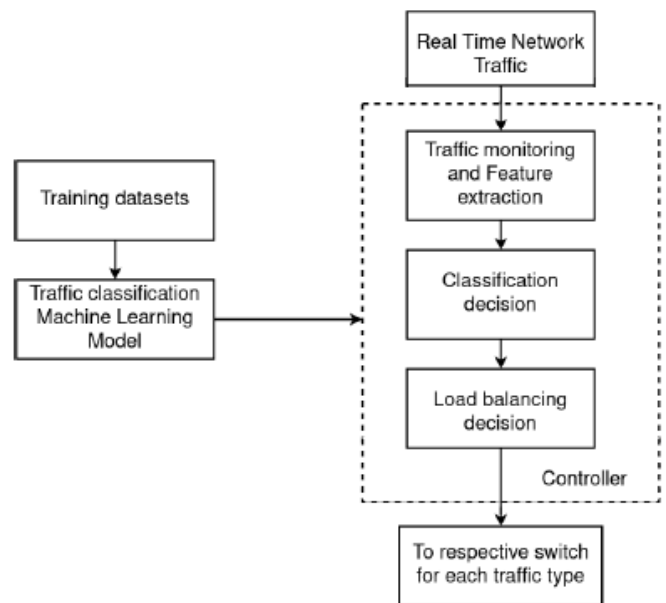 Real Time Network
Traffic
Traffic monitoring
and Feature
extraction
Training datasets
Classification
decision
Traffic classification
Machine Learning
Model
Load balancing
decision
Controller
To respective switch
for each traffic type